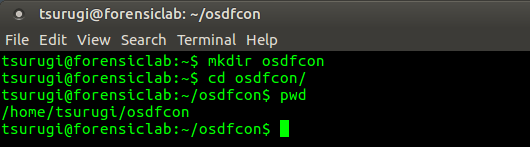 tsurugi@forensiclab: ~/osdfcon
File Edit View Search Terminal Help
tsurugi@forensiclab:~$ mkdir osdfcon
tsurugi@forensiclab:~$ cd osdfcon/
tsurugi@forensiclab:~/osdfcon$ pwd
/home/tsurugi/osdfcon
tsurugi@forensiclab:~/osdfcon$